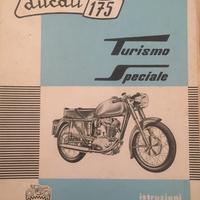 ducati 175
Turismo
Speciale
istruzioni